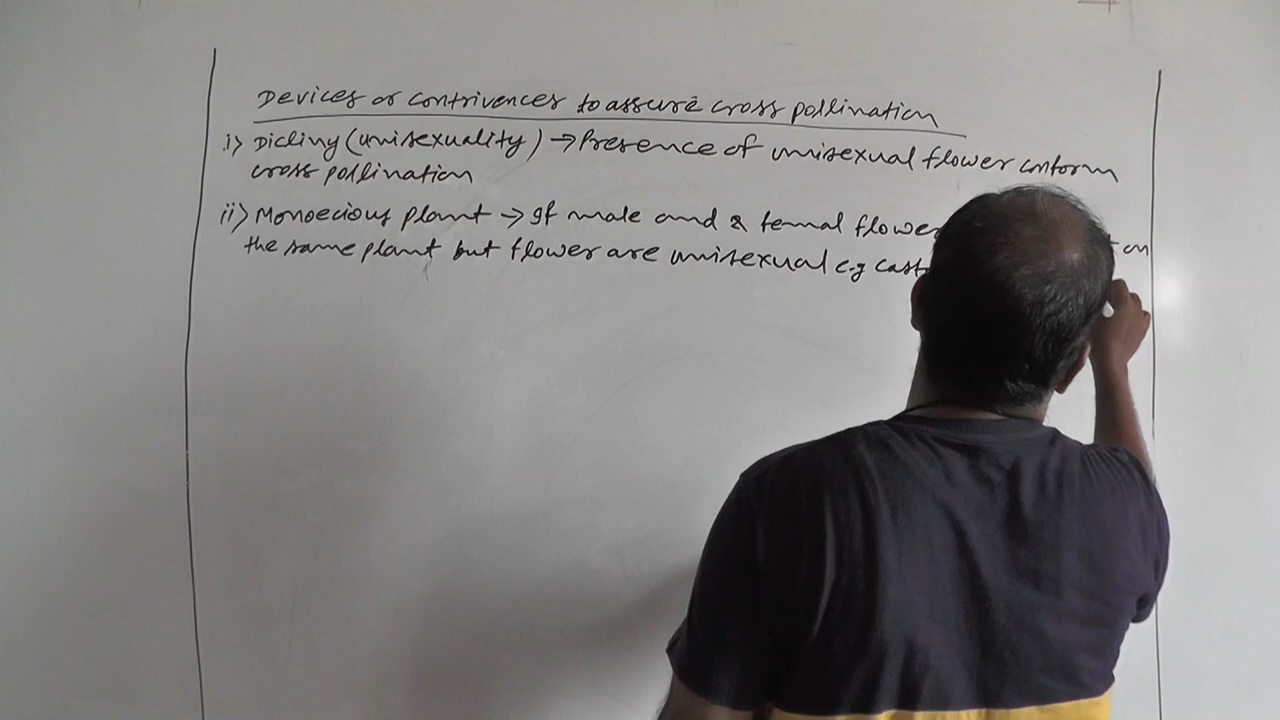 Devices or contrivences to assure cross pollination
i) Dicliny (unisexuality) → Presence of unisexual flower conform
cross pollination
ii) Monoecious plant → If male and & femal flower on
the same plant but flower are unisexual e.g